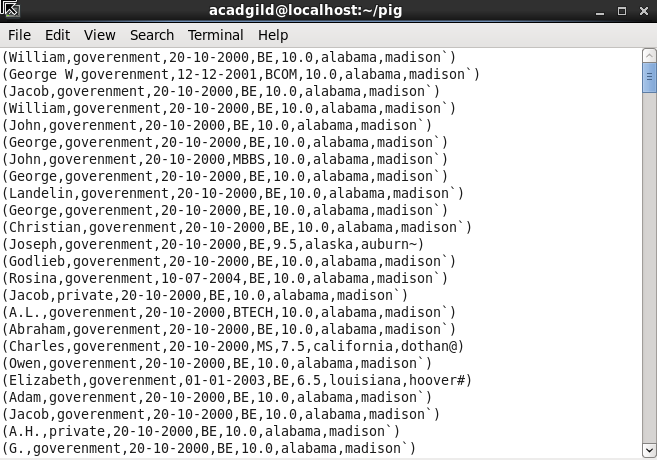 acadgild@localhost:~/pig
File Edit View Search Terminal Help
(William,goverenment,20-10-2000,BE,10.0,alabama,madison`)
(George W,goverenment,12-12-2001,BCOM,10.0,alabama,madison`)
(Jacob,goverenment,20-10-2000,BE,10.0,alabama,madison`)
(William,goverenment,20-10-2000,BE,10.0,alabama,madison`)
(John,goverenment,20-10-2000,BE,10.0,alabama,madison`)
(George,goverenment,20-10-2000,BE,10.0,alabama,madison`)
(John,goverenment,20-10-2000,MBBS,10.0,alabama,madison`)
(George,goverenment,20-10-2000,BE,10.0,alabama,madison`)
(Landelin,goverenment,20-10-2000,BE,10.0,alabama,madison`)
(George,goverenment,20-10-2000,BE,10.0,alabama,madison`)
(Christian,goverenment,20-10-2000,BE,10.0,alabama,madison`)
(Joseph,goverenment,20-10-2000,BE,9.5,alaska,auburn~)
(Godlieb,goverenment,20-10-2000,BE,10.0,alabama,madison`)
(Rosina,goverenment,10-07-2004,BE,10.0,alabama,madison`)
(Jacob,private,20-10-2000,BE,10.0,alabama,madison`)
(A.L.,goverenment,20-10-2000,BTECH,10.0,alabama,madison`)
(Abraham,goverenment,20-10-2000,BE,10.0,alabama,madison`)
(Charles,goverenment,20-10-2000,MS,7.5,california,dothan@)
(Owen,goverenment,20-10-2000,BE,10.0,alabama,madison`)
(Elizabeth,goverenment,01-01-2003,BE,6.5,louisiana,hoover#)
(Adam,goverenment,20-10-2000,BE,10.0,alabama,madison`)
(Jacob,goverenment,20-10-2000,BE,10.0,alabama,madison`)
(A.H.,private,20-10-2000,BE,10.0,alabama,madison`)
(G.,goverenment,20-10-2000,BE,10.0,alabama,madison`)